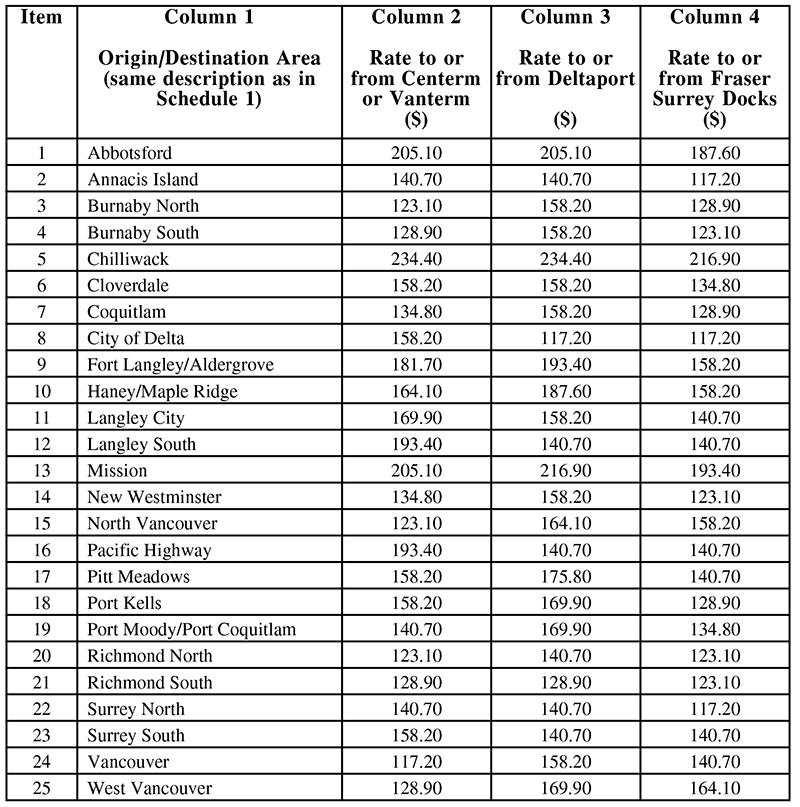 Item Column 1 Column 2 Column 3 Column 4
Origin/Destination Area Rate to or Rate to or Rate to or
(same description as in from Centerm from Deltaport from Fraser
Schedule 1) or Vanterm Surrey Docks
($) ($) ($)
1 Abbotsford 205.10 205.10 187.60
2 Annacis Island 140.70 140.70 117.20
3 Burnaby North 123.10 158.20 128.90
4 Burnaby South 128.90 158.20 123.10
5 Chilliwack 234.40 234.40 216.90
6 Cloverdale 158.20 158.20 134.80
7 Coquitlam 134.80 158.20 128.90
8 City of Delta 158.20 117.20 117.20
9 Fort Langley/Aldergrove 181.70 193.40 158.20
10 Haney/Maple Ridge 164.10 187.60 158.20
11 Langley City 169.90 158.20 140.70
12 Langley South 193.40 140.70 140.70
13 Mission 205.10 216.90 193.40
14 New Westminster 134.80 158.20 123.10
15 North Vancouver 123.10 164.10 158.20
16 Pacific Highway 193.40 140.70 140.70
17 Pitt Meadows 158.20 175.80 140.70
18 Port Kells 158.20 169.90 128.90
19 Port Moody/Port Coquitlam 140.70 169.90 134.80
20 Richmond North 123.10 140.70 123.10
21 Richmond South 128.90 128.90 123.10
22 Surrey North 140.70 140.70 117.20
23 Surrey South 158.20 140.70 140.70
24 Vancouver 117.20 158.20 140.70
25 West Vancouver 128.90 169.90 164.10